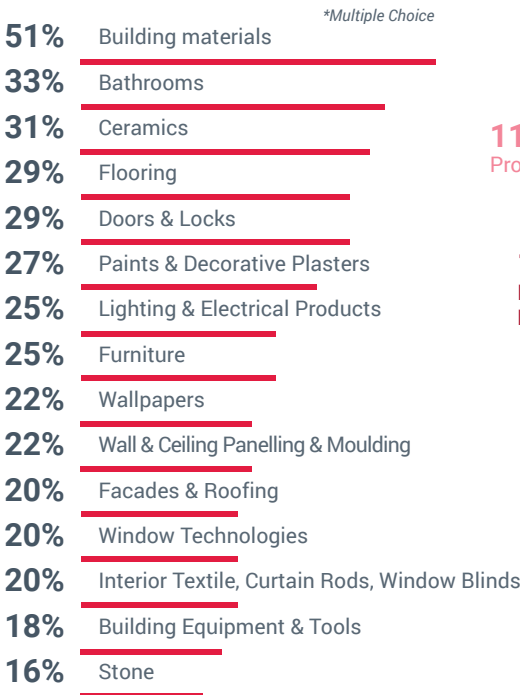 *Multiple Choice
51% Building materials
33% Bathrooms
31% Ceramics
29% Flooring
29% Doors & Locks
27% Paints & Decorative Plasters
25% Lighting & Electrical Products
25% Furniture
22% Wallpapers
22% Wall & Ceiling Panelling & Moulding
20% Facades & Roofing
20% Window Technologies
20% Interior Textile, Curtain Rods, Window Blinds
18% Building Equipment & Tools
16% Stone
11
Pro